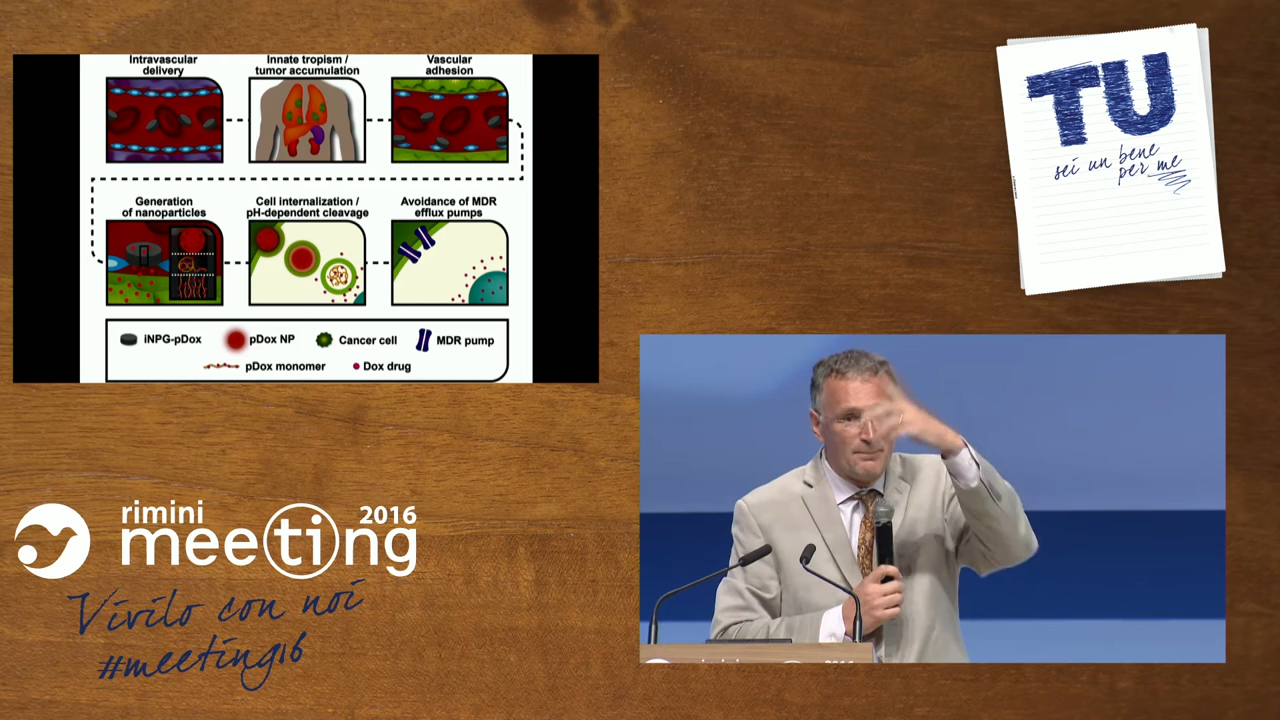 Intravascular
delivery
Innate tropism /
tumor accumulation
Vascular
adhesion
Generation
of nanoparticles
Cell internalization /
pH-dependent cleavage
Avoidance of MDR
efflux pumps
iNPG-pDox
pDox NP
Cancer cell
MDR pump
pDox monomer
Dox drug
TU
sei un bene
per me
rimini
meeting
2016
Vivilo con noi
#meeting16